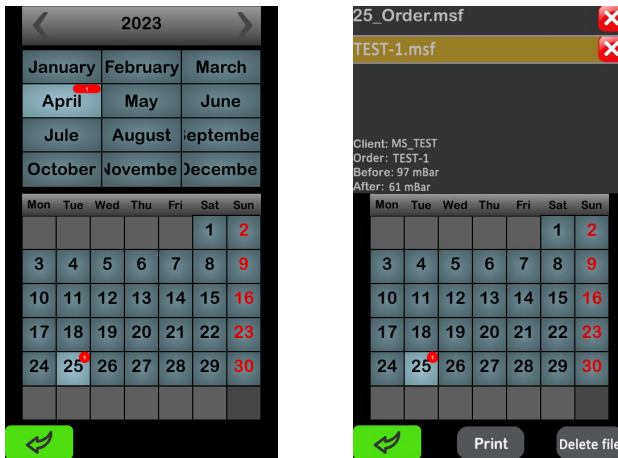 2023
January February March
April 1 May June
Jule August eptembe
October Novembe Decembe
Mon Tue Wed Thu Fri Sat Sun
1 2
3 4 5 6 7 8 9
10 11 12 13 14 15 16
17 18 19 20 21 22 23
24 25 1 26 27 28 29 30
25_Order.msf
TEST-1.msf
Client: MS_TEST
Order: TEST-1
Before: 97 mBar
After: 61 mBar
Mon Tue Wed Thu Fri Sat Sun
1 2
3 4 5 6 7 8 9
10 11 12 13 14 15 16
17 18 19 20 21 22 23
24 25 1 26 27 28 29 30
Print Delete file